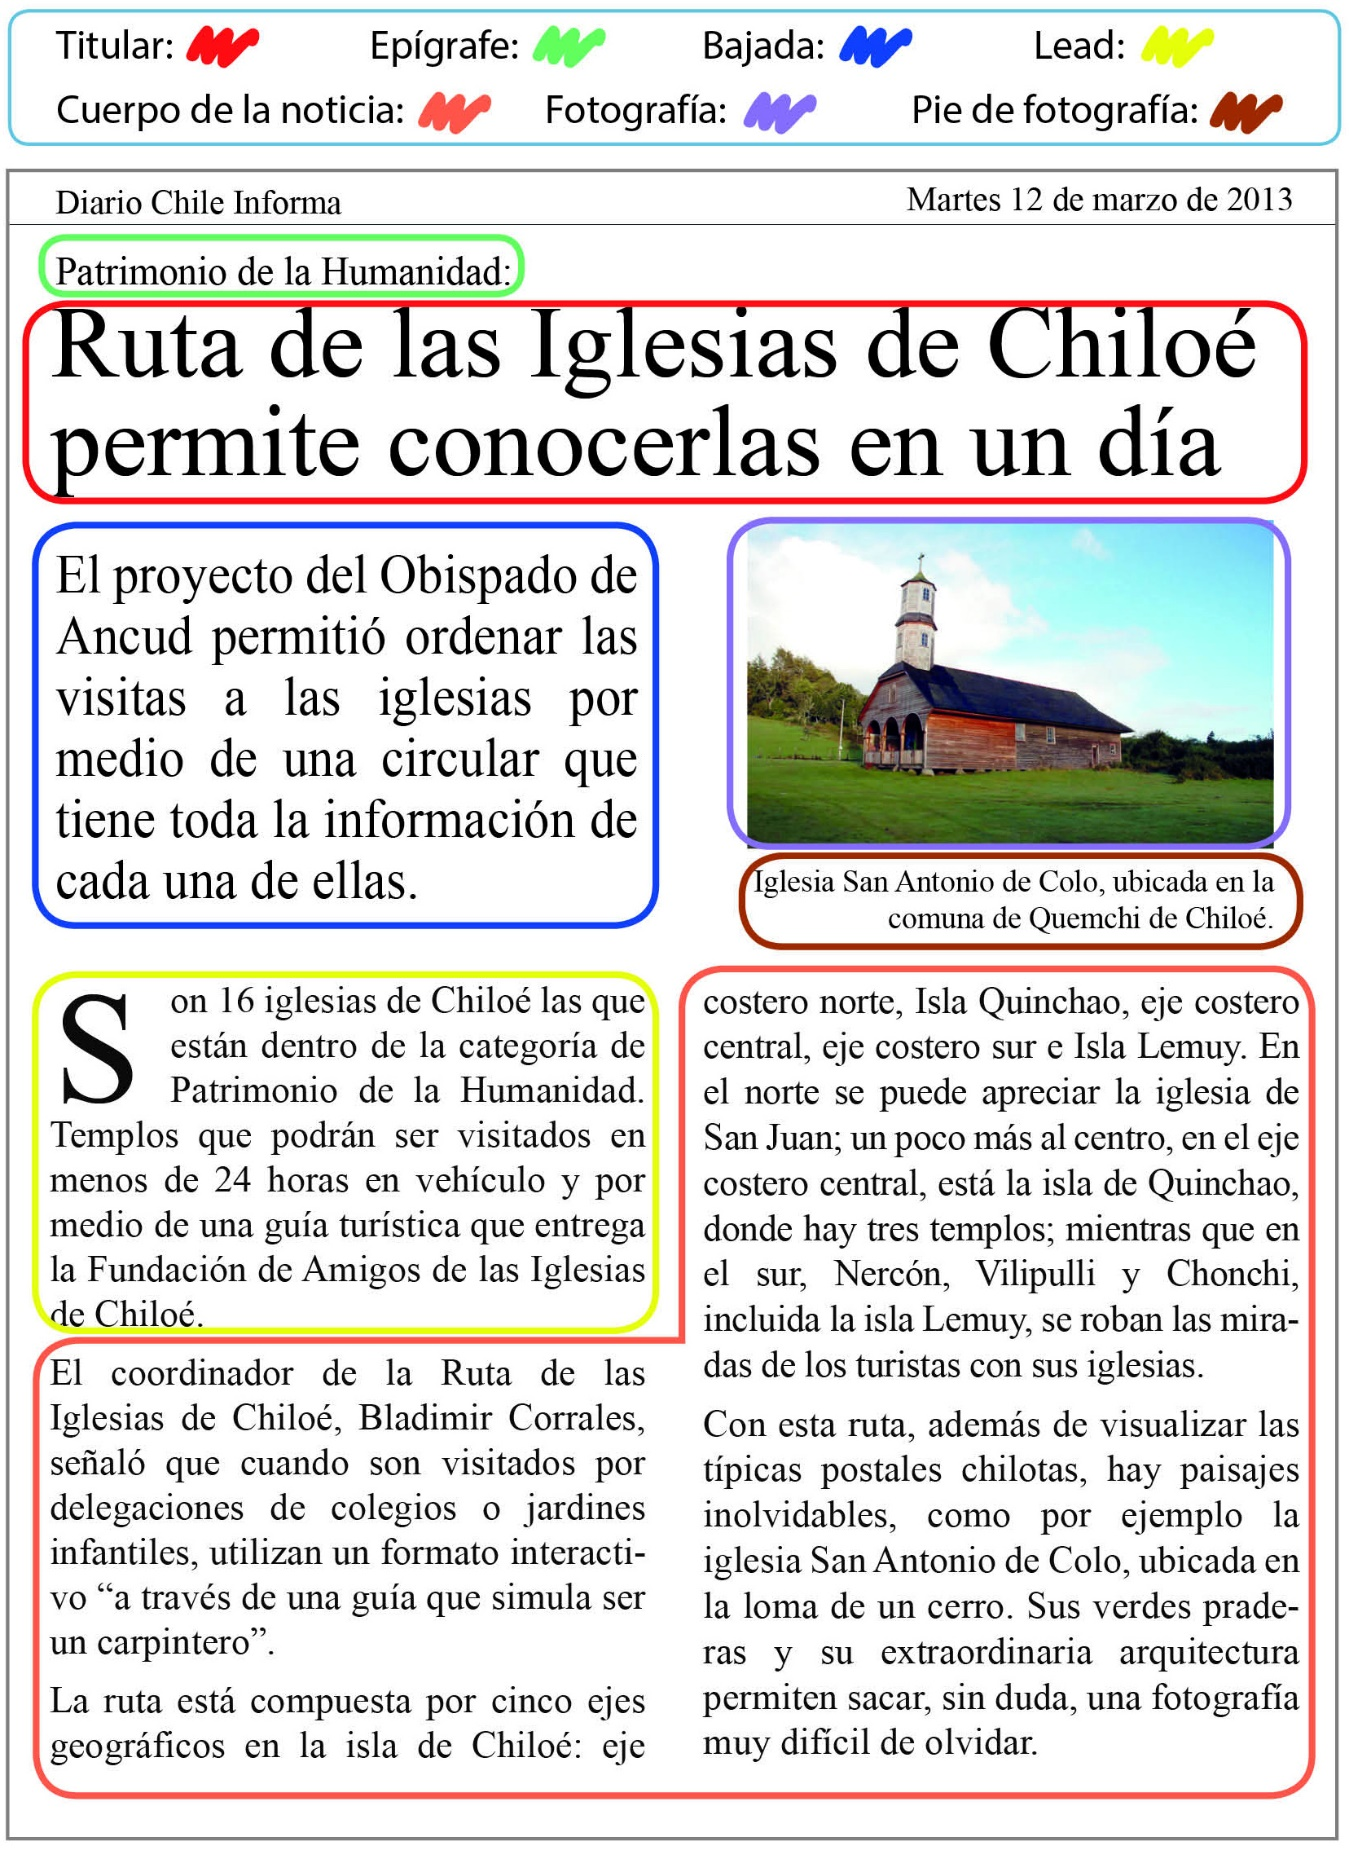 Titular:
Epígrafe:
Bajada:
Lead:
Cuerpo de la noticia:
Fotografía:
Pie de fotografía:
Diario Chile Informa
Martes 12 de marzo de 2013
Patrimonio de la Humanidad:
Ruta de las Iglesias de Chiloé
permite conocerlas en un día
El proyecto del Obispado de
Ancud permitió ordenar las
visitas a las iglesias por
medio de una circular que
tiene toda la información de
cada una de ellas.
Iglesia San Antonio de Colo, ubicada en la
comuna de Quemchi de Chiloé.
Son 16 iglesias de Chiloé las que
están dentro de la categoría de
Patrimonio de la Humanidad.
Templos que podrán ser visitados en
menos de 24 horas en vehículo y por
medio de una guía turística que entrega
la Fundación de Amigos de las Iglesias
de Chiloé.
El coordinador de la Ruta de las
Iglesias de Chiloé, Bladimir Corrales,
señaló que cuando son visitados por
delegaciones de colegios o jardines
infantiles, utilizan un formato interacti-
vo “a través de una guía que simula ser
un carpintero”.
La ruta está compuesta por cinco ejes
geográficos en la isla de Chiloé: eje
costero norte, Isla Quinchao, eje costero
central, eje costero sur e Isla Lemuy. En
el norte se puede apreciar la iglesia de
San Juan; un poco más al centro, en el eje
costero central, está la isla de Quinchao,
donde hay tres templos; mientras que en
el sur, Nercón, Vilipulli y Chonchi,
incluida la isla Lemuy, se roban las mira-
das de los turistas con sus iglesias.
Con esta ruta, además de visualizar las
típicas postales chilotas, hay paisajes
inolvidables, como por ejemplo la
iglesia San Antonio de Colo, ubicada en
la loma de un cerro. Sus verdes prade-
ras y su extraordinaria arquitectura
permiten sacar, sin duda, una fotografía
muy difícil de olvidar.